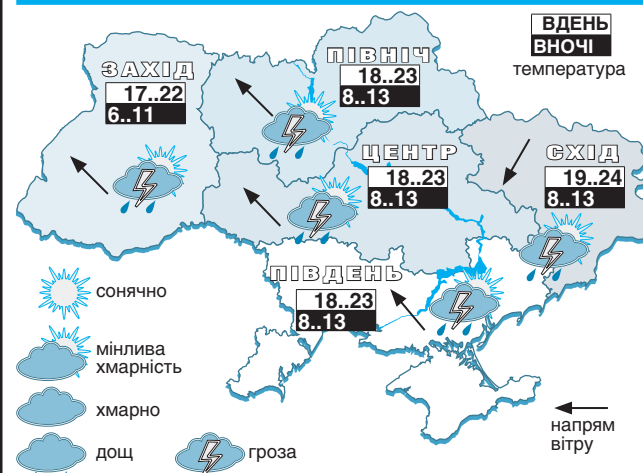 ВДЕНЬ
ВНОЧІ
температура
ПІВНІЧ
18..23
8..13
ЗАХІД
17..22
6..11
ЦЕНТР
18..23
8..13
СХІД
19..24
8..13
ПІВДЕНЬ
18..23
8..13
сонячно
мінлива
хмарність
хмарно
дощ
гроза
напрям
вітру